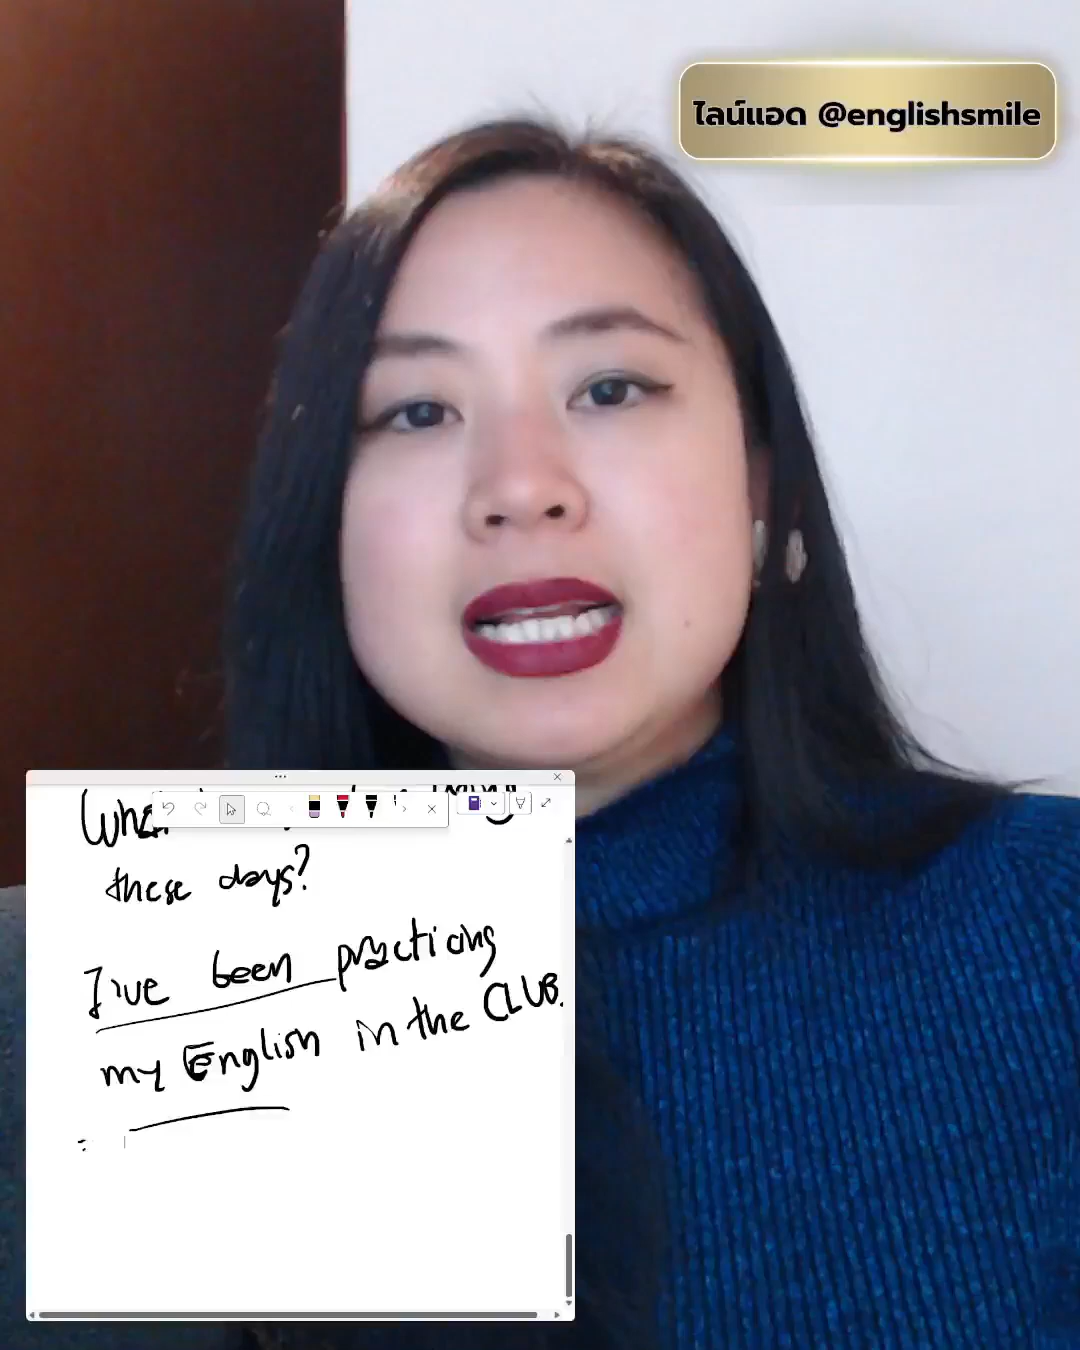 ไลน์แอด @englishsmile
these days?
I've been practicing
my English in the CLUB.